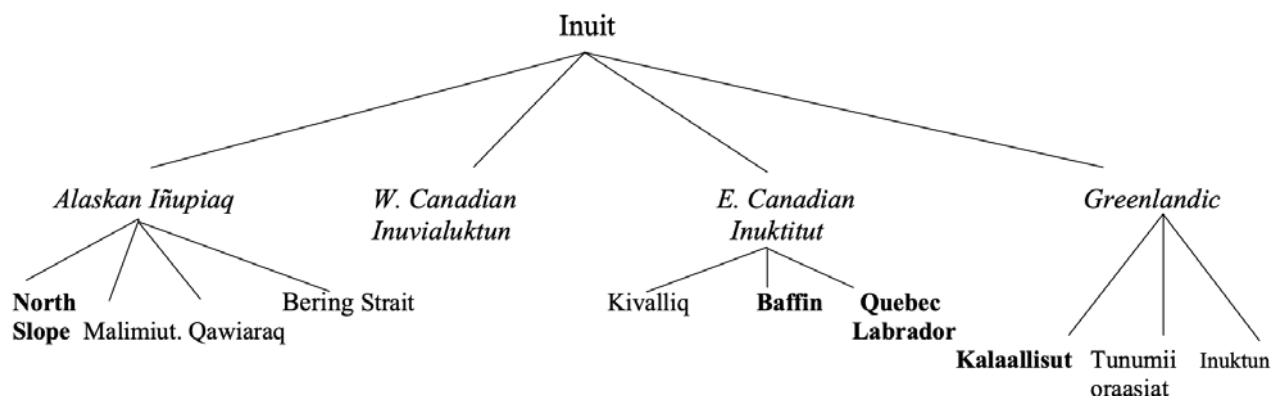 Inuit
Alaskan Iñupiaq
W. Canadian
Inuvialuktun
E. Canadian
Inuktitut
Greenlandic
North
Slope
Malimiut. Qawiaraq
Bering Strait
Kivalliq
Baffin
Quebec
Labrador
Kalaallisut
Tunumii
oraasiat
Inuktun